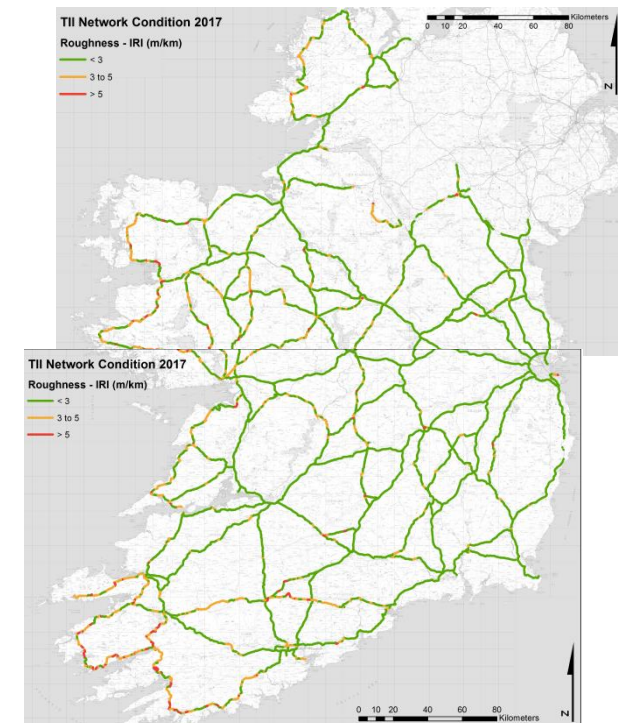 TII Network Condition 2017
Roughness - IRI (m/km)
< 3
3 to 5
> 5
0 10 20 40 60 80
Kilometers
N
TII Network Condition 2017
Roughness - IRI (m/km)
< 3
3 to 5
> 5
0 10 20 40 60 80
Kilometers
N